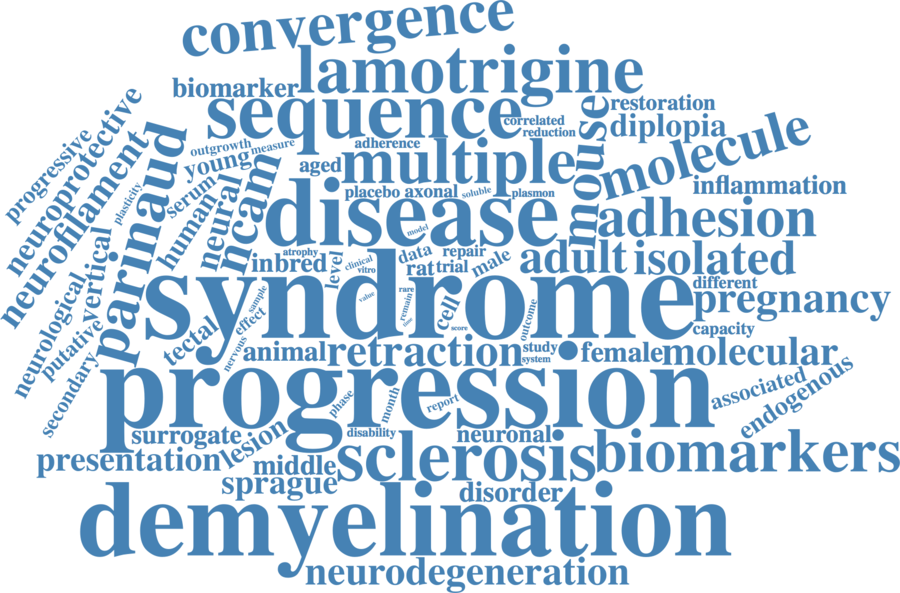 convergence
lamotrigine
biomarker
sequence
correlated
reduction
mouse
restoration
diplopia
molecule
inflammation
progressive
neuroprotective
neurofilament
plasticity
parinaud
outgrowth
measure
young
serum
humanal
neural
ncam
aged
adherence
multiple
placebo
axonal
soluble
plasmon
disease
model
adhesion
adult
isolated
different
pregnancy
capacity
inbred
atrophy
level
clinical
vitro
data
rat
trial
repair
male
syndrome
value
rare
remain
cell
score
outcome
neurological
vertical
putative
secondary
tectal
effect
sample
nervous
animal
retraction
study
system
female
molecular
associated
endogenous
progression
phase
month
report
disability
neuronal
surrogate
lesion
presentation
middle
sprague
sclerosis
biomarkers
disorder
demyelination
neurodegeneration